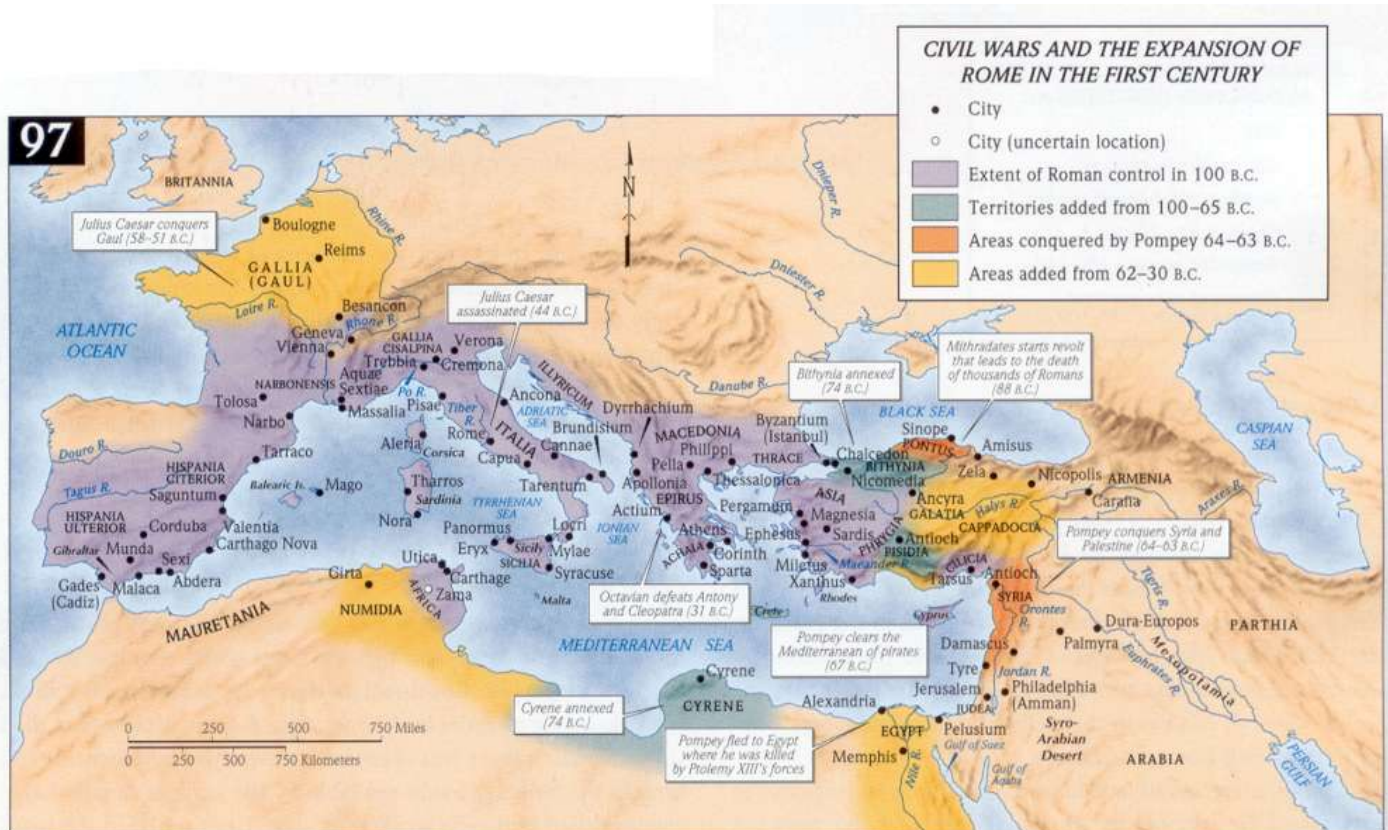 97
CIVIL WARS AND THE EXPANSION OF
ROME IN THE FIRST CENTURY
City
City (uncertain location)
Extent of Roman control in 100 B.C.
Territories added from 100–65 B.C.
Areas conquered by Pompey 64–63 B.C.
Areas added from 62–30 B.C.
BRITANNIA
Julius Caesar conquers
Gaul (58–51 B.C.)
Boulogne
Reims
Rhine R.
GALLIA
(GAUL)
Loire R.
Besancon
Geneva
Rhone R.
Vienna
ATLANTIC
OCEAN
N
Dnieper R.
Dniester R.
Julius Caesar
assassinated (44 B.C.)
GALLIA
CISALPINA
Verona
Trebbia
Cremona
NARBONENSIS
Aquae
Sextiae
Po R.
Tolosa
Massalia
Pisae
Tiber
R.
Ancona
ADRIATIC
SEA
ILLYRICUM
Danube R.
Bithynia annexed
(74 B.C.)
Mithradates starts revolt
that leads to the death
of thousands of Romans
(88 B.C.)
BLACK SEA
CASPIAN
SEA
Narbo
Douro R.
Tarraco
Aleria
Corsica
Rome
ITALIA
Capua
Cannae
Brundisium
Dyrrhachium
MACEDONIA
Philippi
Byzantium
(Istanbul)
THRACE
Chalcedon
Sinope
PONTUS
Amisus
BITHYNIA
Nicomedia
Zela
Nicopolis
ARMENIA
Carana
Araxes R.
HISPANIA
CITERIOR
Tagus R.
Saguntum
Balearic Is.
Mago
Tharros
Sardinia
Nora
TYRRHENIAN
SEA
Tarentum
Pella
Apollonia
Thessalonica
EPIRUS
Actium
IONIAN
SEA
Pergamum
ASIA
Ancyra
GALATIA
Halys R.
CAPPADOCIA
HISPANIA
ULTERIOR
Corduba
Valentia
Carthago Nova
Gibraltar
Munda
Sexi
Gades
(Cadiz)
Malaca
Abdera
Panormus
Eryx
Sicily
SICILIA
Mylae
Locri
Syracuse
Athens
ACHAIA
Corinth
Sparta
Ephesus
Magnesia
Sardis
PHRYGIA
Antioch
PISIDIA
Miletus
Maeander R.
Xanthus
Rhodes
CILICIA
Tarsus
Antioch
SYRIA
Pompey conquers Syria and
Palestine (64–63 B.C.)
Tigris R.
Utica
Carthage
Zama
AFRICA
Girta
NUMIDIA
MAURETANIA
Malta
Octavian defeats Antony
and Cleopatra (31 B.C.)
Crete
Cyprus
Orontes
R.
Damascus
Palmyra
Dura-Europos
Mesopotamia
Euphrates R.
PARTHIA
MEDITERRANEAN SEA
Pompey clears the
Mediterranean of pirates
(67 B.C.)
Tyre
Jordan R.
Jerusalem
JUDEA
Philadelphia
(Amman)
Syro-
Arabian
Desert
ARABIA
PERSIAN
GULF
Cyrene
CYRENE
Cyrene annexed
(74 B.C.)
Alexandria
EGYPT
Memphis
Nile R.
Pelusium
Gulf of Suez
Gulf of
Aqaba
Pompey fled to Egypt
where he was killed
by Ptolemy XIII's forces
0 250 500 750 Miles
0 250 500 750 Kilometers